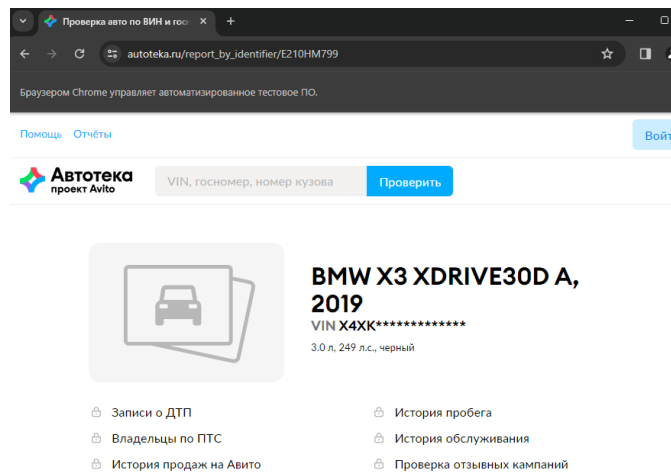 Проверка авто по ВИН и гос
autoteka.ru/report_by_identifier/E210HM799
Браузером Chrome управляет автоматизированное тестовое ПО.
Помощь Отчёты Войт
Автотека
проект Avito
VIN, госномер, номер кузова Проверить
BMW X3 XDRIVE30D A,
2019
VIN X4XK*************
3.0 л, 249 л.с., черный
Записи о ДТП История пробега
Владельцы по ПТС История обслуживания
История продаж на Авито Проверка отзывных кампаний